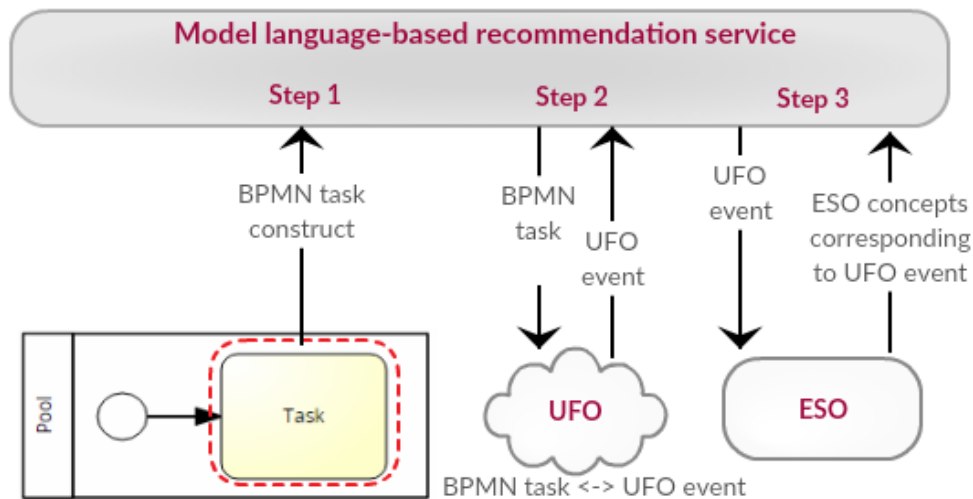 Model language-based recommendation service
Step 1
Step 2
Step 3
BPMN task
construct
BPMN
task
UFO
event
UFO
event
ESO concepts
corresponding
to UFO event
Pool
Task
UFO
ESO
BPMN task <-> UFO event